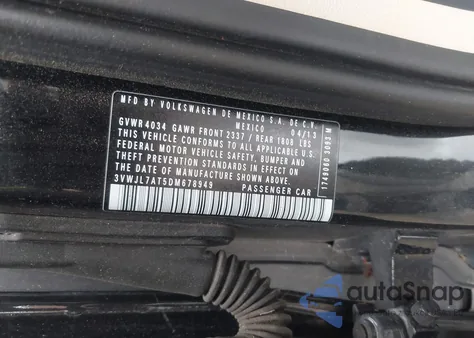 MFD BY VOLKSWAGEN DE MEXICO S.A. DE C.V.
MEXICO 04/13
GVWR 4034 GAWR FRONT 2337 / REAR 1808 LBS
THIS VEHICLE CONFORMS TO ALL APPLICABLE U.S.
FEDERAL MOTOR VEHICLE SAFETY, BUMPER, AND
THEFT PREVENTION STANDARDS IN EFFECT ON THE
DATE OF MANUFACTURE SHOWN ABOVE.
3VWJL7AT5DM678949 PASSENGER CAR
1749060 3093 M
autoSnap